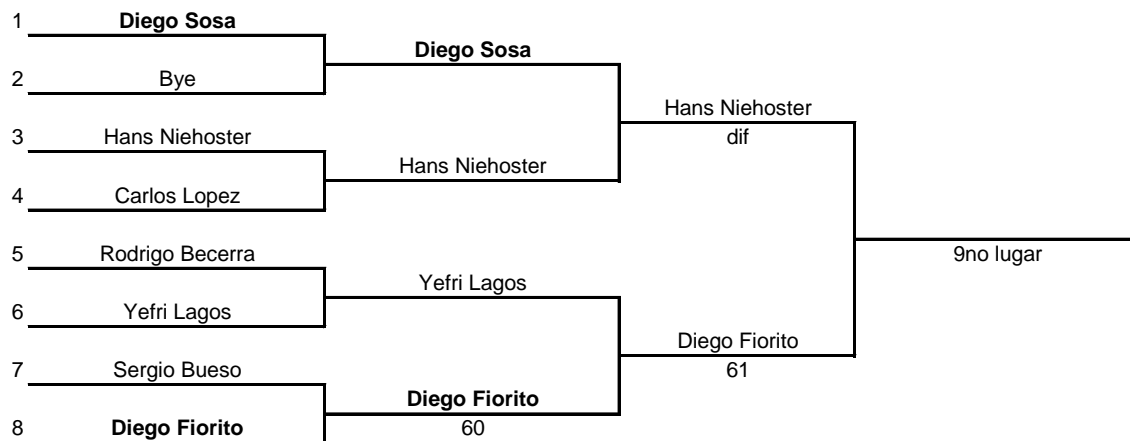 1 Diego Sosa
Diego Sosa
2 Bye
Hans Niehoster
3 Hans Niehoster
dif
Hans Niehoster
4 Carlos Lopez
5 Rodrigo Becerra
9no lugar
Yefri Lagos
6 Yefri Lagos
Diego Fiorito
7 Sergio Bueso
61
Diego Fiorito
8 Diego Fiorito
60